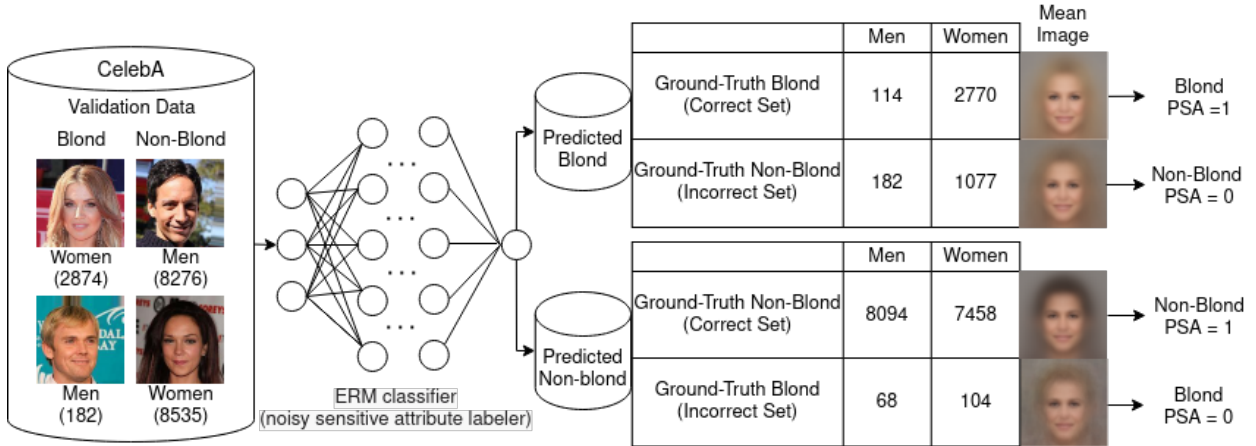 CelebA
Validation Data
Blond Non-Blond
Women
(2874)
Men
(8276)
Men
(182)
Women
(8535)
. . .
. . .
. . .
. . .
ERM classifier
(noisy sensitive attribute labeler)
Predicted
Blond
Predicted
Non-blond
Men Women
Mean
Image
Ground-Truth Blond
(Correct Set)
114 2770
Blond
PSA =1
Ground-Truth Non-Blond
(Incorrect Set)
182 1077
Non-Blond
PSA = 0
Men Women
Ground-Truth Non-Blond
(Correct Set)
8094 7458
Non-Blond
PSA = 1
Ground-Truth Blond
(Incorrect Set)
68 104
Blond
PSA = 0